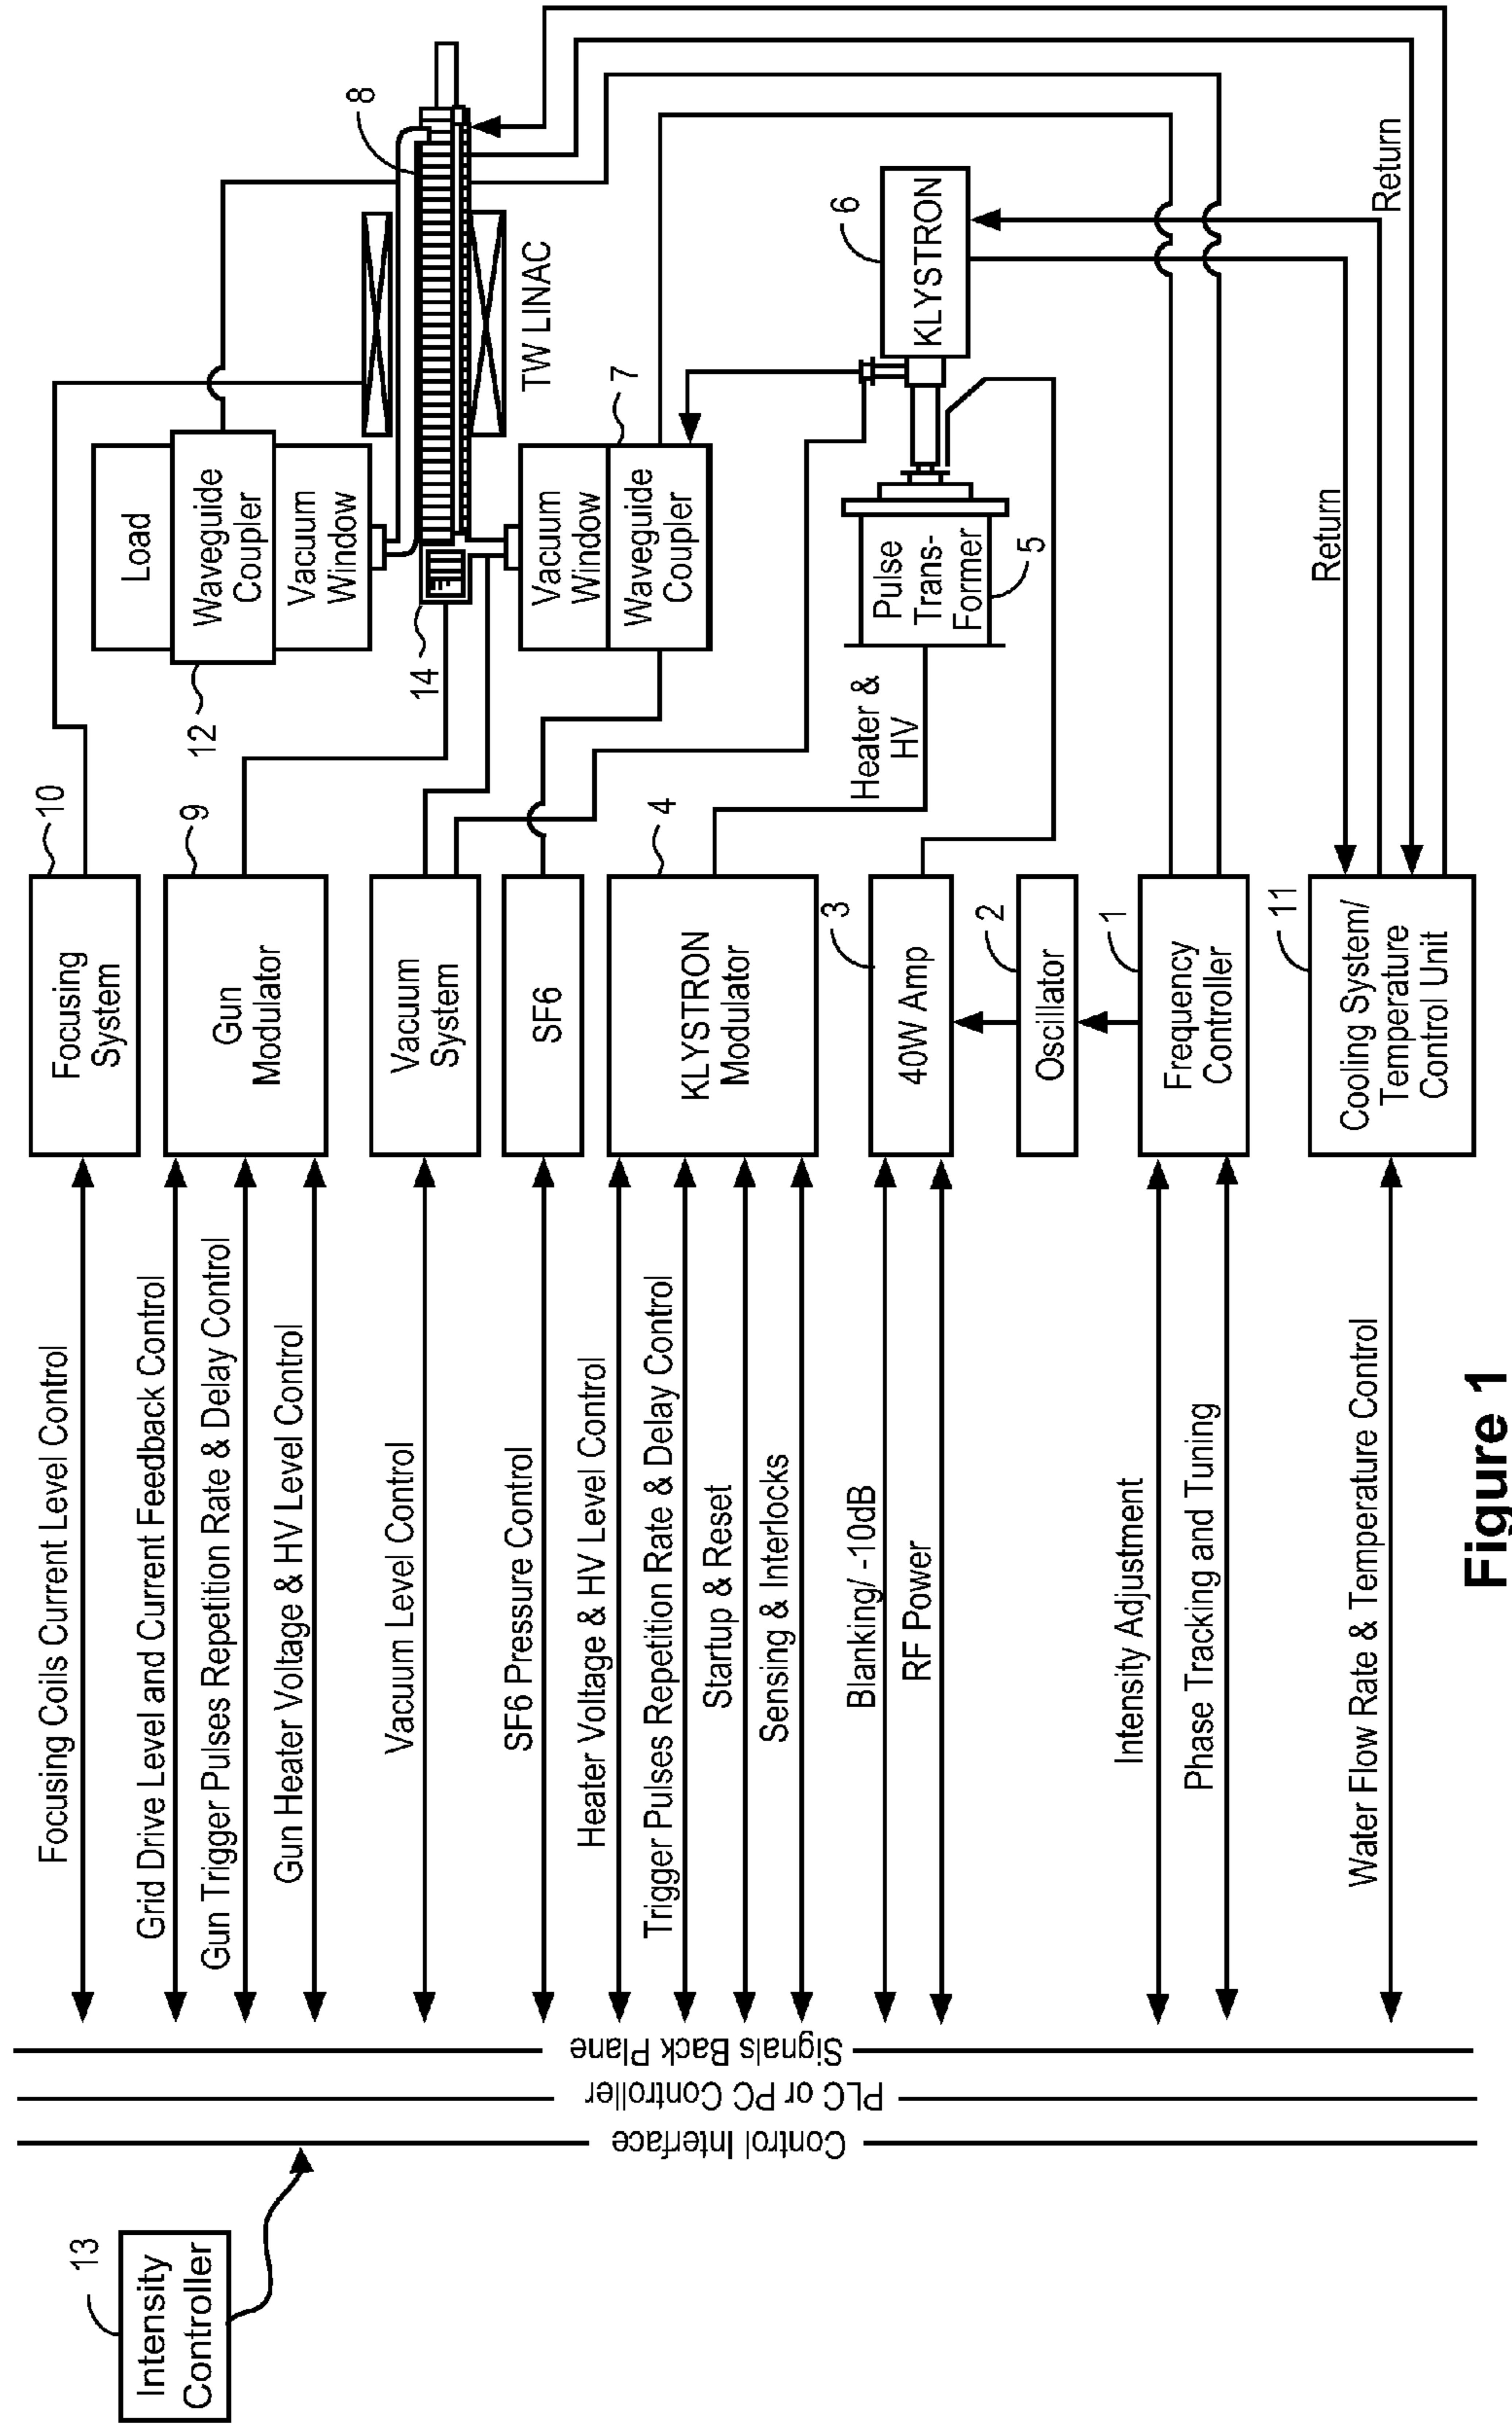 13
Intensity
Controller
Control Interface
PLC or PC Controller
Signals Back Plane
Focusing Coils Current Level Control
Grid Drive Level and Current Feedback Control
Gun Trigger Pulses Repetition Rate & Delay Control
Gun Heater Voltage & HV Level Control
Vacuum Level Control
SF6 Pressure Control
Heater Voltage & HV Level Control
Trigger Pulses Repetition Rate & Delay Control
Startup & Reset
Sensing & Interlocks
Blanking/ -10dB
RF Power
Intensity Adjustment
Phase Tracking and Tuning
Water Flow Rate & Temperature Control
10
Focusing
System
9
Gun
Modulator
Vacuum
System
SF6
4
KLYSTRON
Modulator
3
40W Amp
2
Oscillator
1
Frequency
Controller
11
Cooling System/
Temperature
Control Unit
12
Load
Waveguide
Coupler
Vacuum
Window
14
8
TW LINAC
7
Vacuum
Window
Waveguide
Coupler
Heater &
HV
Pulse
Trans-
Former
5
6
KLYSTRON
Return
Return
Figure 1